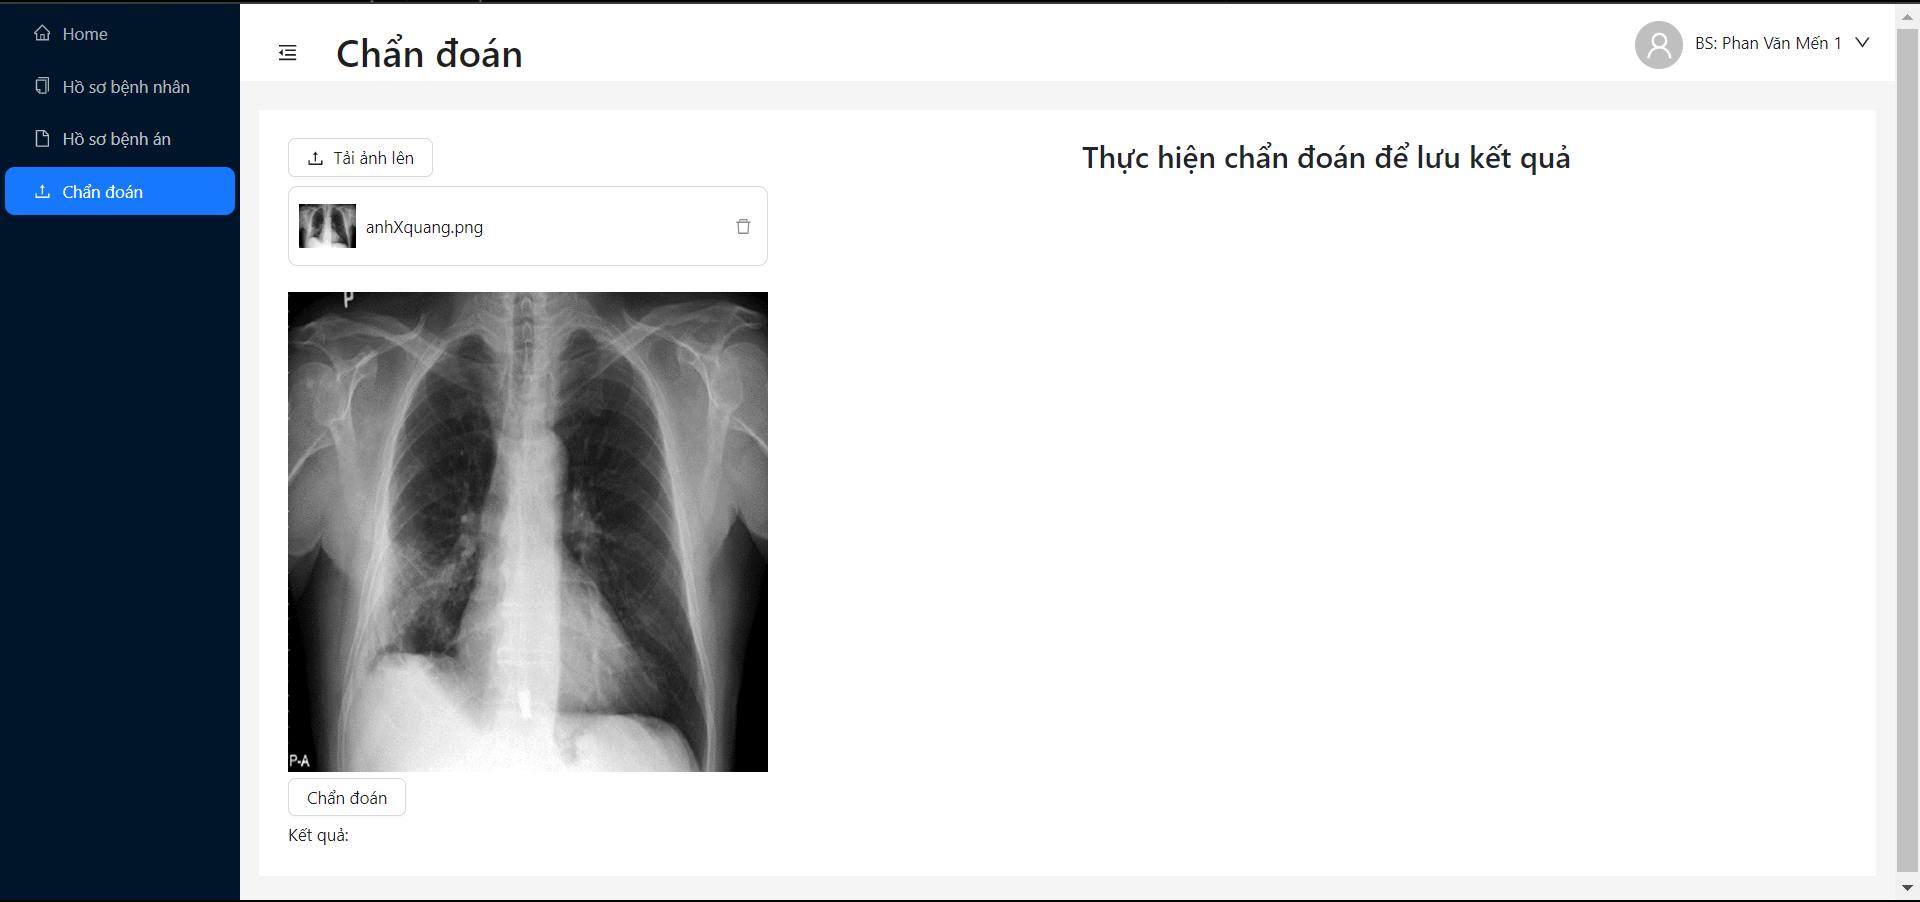 Home
Hồ sơ bệnh nhân
Hồ sơ bệnh án
Chẩn đoán
Chẩn đoán
BS: Phan Văn Mến 1
Tải ảnh lên
anhXquang.png
Thực hiện chẩn đoán để lưu kết quả
P
P-A
Chẩn đoán
Kết quả: